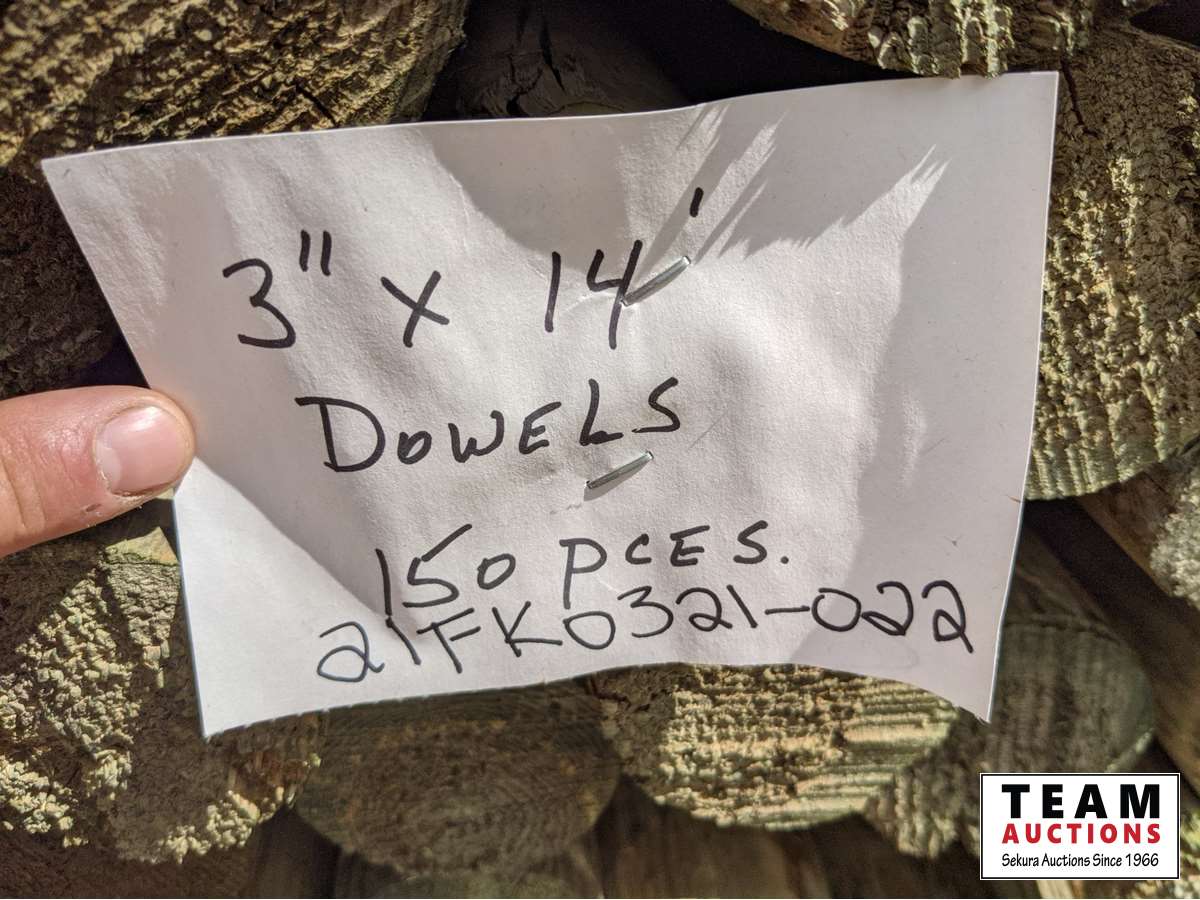 3" x 14'
DOWELS
150 PCES.
21FK0321-022
TEAM
AUCTIONS
Sekura Auctions Since 1966